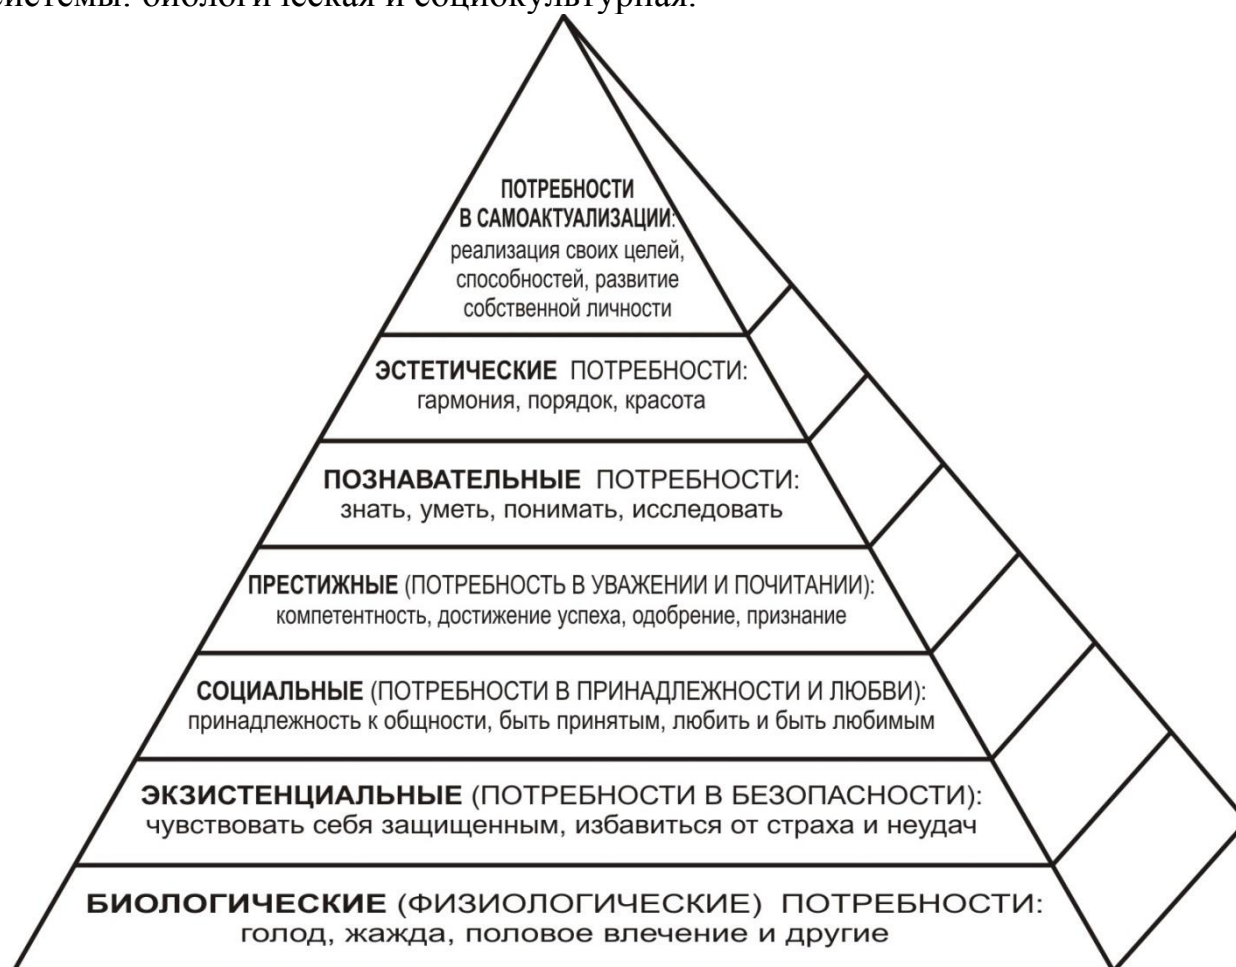 системы: биологическая и социокультурная.
ПОТРЕБНОСТИ
В САМОАКТУАЛИЗАЦИИ:
реализация своих целей,
способностей, развитие
собственной личности
ЭСТЕТИЧЕСКИЕ ПОТРЕБНОСТИ:
гармония, порядок, красота
ПОЗНАВАТЕЛЬНЫЕ ПОТРЕБНОСТИ:
знать, уметь, понимать, исследовать
ПРЕСТИЖНЫЕ (ПОТРЕБНОСТЬ В УВАЖЕНИИ И ПОЧИТАНИИ):
компетентность, достижение успеха, одобрение, признание
СОЦИАЛЬНЫЕ (ПОТРЕБНОСТИ В ПРИНАДЛЕЖНОСТИ И ЛЮБВИ):
принадлежность к общности, быть принятым, любить и быть любимым
ЭКЗИСТЕНЦИАЛЬНЫЕ (ПОТРЕБНОСТИ В БЕЗОПАСНОСТИ):
чувствовать себя защищенным, избавиться от страха и неудач
БИОЛОГИЧЕСКИЕ (ФИЗИОЛОГИЧЕСКИЕ) ПОТРЕБНОСТИ:
голод, жажда, половое влечение и другие